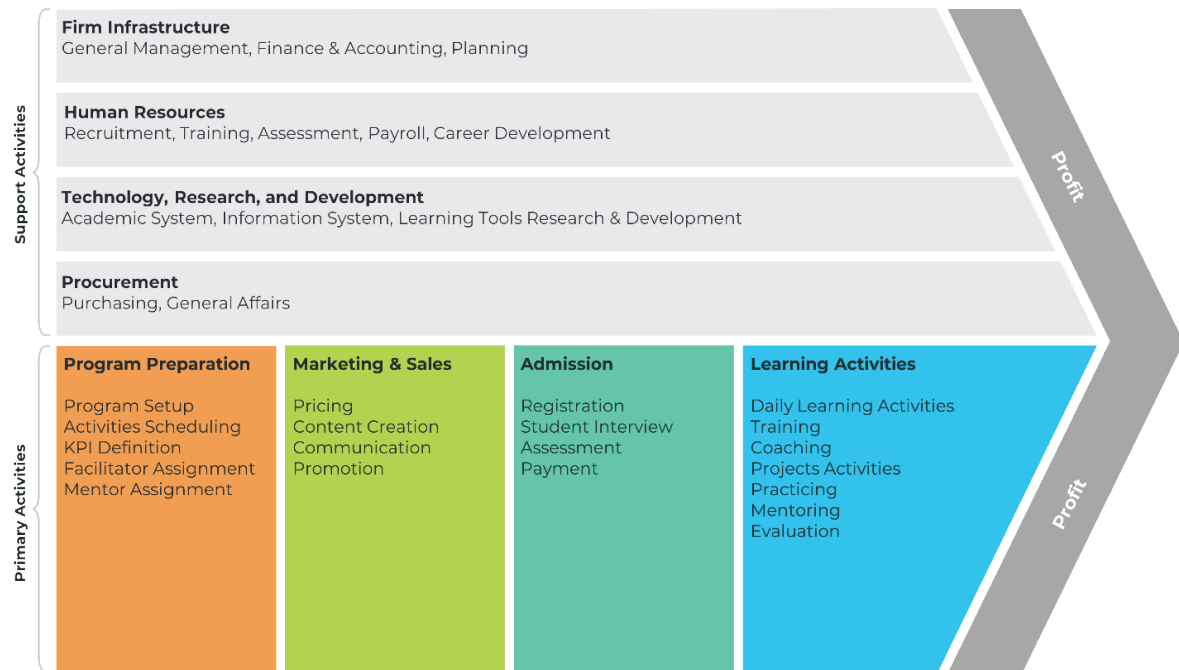 Support Activities
Firm Infrastructure
General Management, Finance & Accounting, Planning
Human Resources
Recruitment, Training, Assessment, Payroll, Career Development
Technology, Research, and Development
Academic System, Information System, Learning Tools Research & Development
Procurement
Purchasing, General Affairs
Profit
Primary Activities
Program Preparation
Program Setup
Activities Scheduling
KPI Definition
Facilitator Assignment
Mentor Assignment
Marketing & Sales
Pricing
Content Creation
Communication
Promotion
Admission
Registration
Student Interview
Assessment
Payment
Learning Activities
Daily Learning Activities
Training
Coaching
Projects Activities
Practicing
Mentoring
Evaluation
Profit